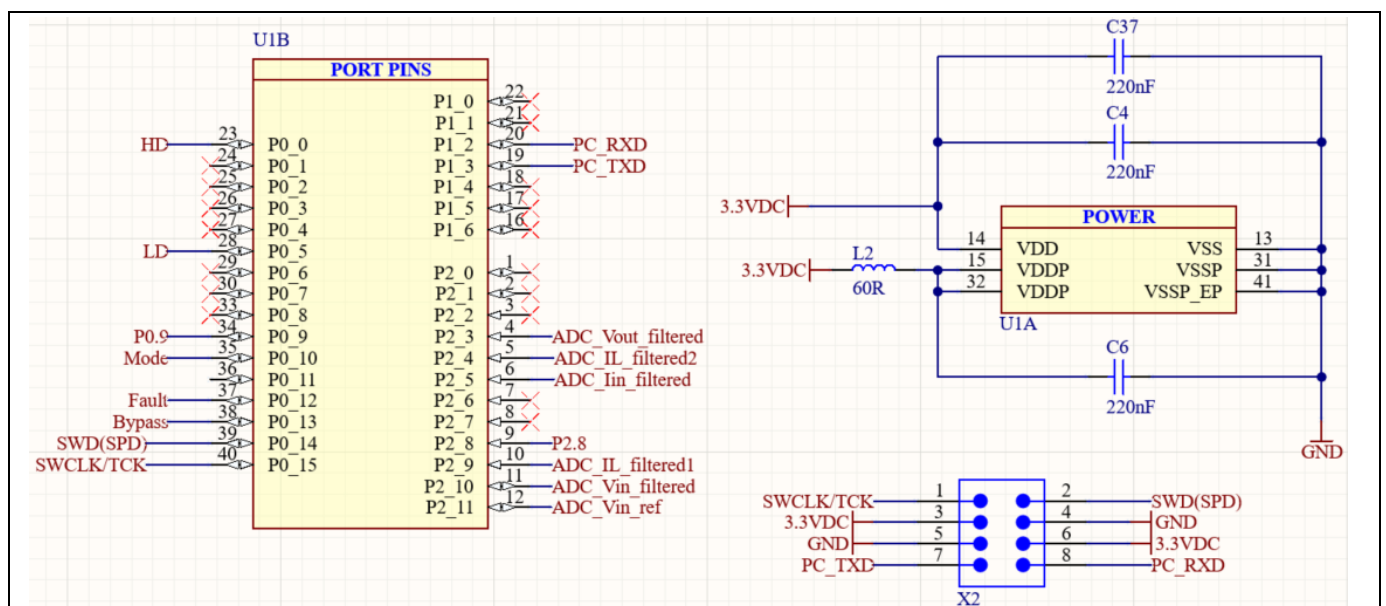 U1B
PORT PINS
22 P1_0
21 P1_1
HD 23 P0_0 P1_2 20 PC_RXD
24 P0_1 P1_3 19 PC_TXD
25 P0_2 P1_4 18
26 P0_3 P1_5 17
27 P0_4 P1_6 16
LD 28 P0_5
29 P0_6 P2_0 1
30 P0_7 P2_1 2
33 P0_8 P2_2 3
P0.9 34 P0_9 P2_3 4 ADC_Vout_filtered
Mode 35 P0_10 P2_4 5 ADC_IL_filtered2
36 P0_11 P2_5 6 ADC_Iin_filtered
Fault 37 P0_12 P2_6 7
Bypass 38 P0_13 P2_7 8
SWD(SPD) 39 P0_14 P2_8 9 P2.8
SWCLK/TCK 40 P0_15 P2_9 10 ADC_IL_filtered1
P2_10 11 ADC_Vin_filtered
P2_11 12 ADC_Vin_ref
C37
220nF
C4
220nF
3.3VDC
POWER
14 VDD VSS 13
3.3VDC L2 15 VDDP VSSP 31
60R 32 VDDP VSSP_EP 41
U1A
C6
220nF
GND
SWCLK/TCK 1 2 SWD(SPD)
3.3VDC 3 4 GND
GND 5 6 3.3VDC
PC_TXD 7 8 PC_RXD
X2